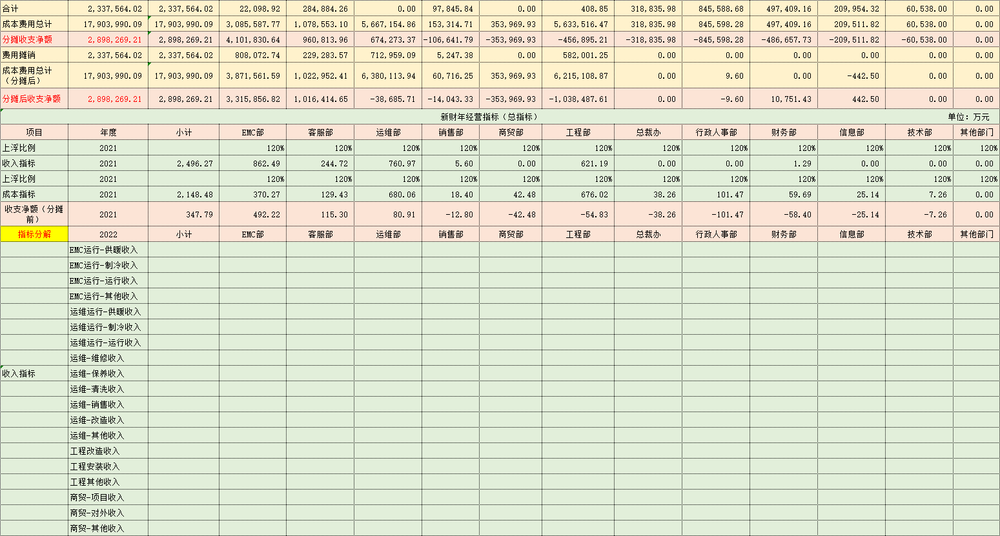 合计 2,337,564.02 2,337,564.02 22,098.92 284,884.26 0.00 97,845.84 0.00 408.85 318,835.98 845,588.68 497,409.16 209,954.32 60,538.00 0.00
成本费用总计 17,903,990.09 17,903,990.09 3,085,587.77 1,078,553.10 5,667,154.86 153,314.71 353,969.93 5,633,516.47 318,835.98 845,598.28 497,409.16 209,511.82 60,538.00 0.00
分摊收支净额 2,898,269.21 2,898,269.21 4,101,830.64 960,813.96 674,273.37 -106,641.79 -353,969.93 -456,895.21 -318,835.98 -845,598.28 -486,657.73 -209,511.82 -60,538.00 0.00
费用摊销 2,337,564.02 2,337,564.02 808,072.74 229,283.57 712,959.09 5,247.38 0.00 582,001.25 0.00 0.00 0.00 0.00 0.00 0.00
成本费用总计
（分摊后） 17,903,990.09 17,903,990.09 3,871,561.59 1,022,952.41 6,380,113.94 60,716.25 353,969.93 6,215,108.87 0.00 9.60 0.00 -442.50 0.00 0.00
分摊后收支净额 2,898,269.21 2,898,269.21 3,315,856.82 1,016,414.65 -38,685.71 -14,043.33 -353,969.93 -1,038,487.61 0.00 -9.60 10,751.43 442.50 0.00 0.00
新财年经营指标（总指标） 单位：万元
项目 年度 小计 EMC部 客服部 运维部 销售部 商贸部 工程部 总裁办 行政人事部 财务部 信息部 技术部 其他部门
上浮比例 2021 120% 120% 120% 120% 120% 120% 120% 120% 120% 120% 120% 120%
收入指标 2021 2,496.27 862.49 244.72 760.97 5.60 0.00 621.19 0.00 0.00 1.29 0.00 0.00 0.00
上浮比例 2021 120% 120% 120% 120% 120% 120% 120% 120% 120% 120% 120% 120%
成本指标 2021 2,148.48 370.27 129.43 680.06 18.40 42.48 676.02 38.26 101.47 59.69 25.14 7.26 0.00
收支净额（分摊
前） 2021 347.79 492.22 115.30 80.91 -12.80 -42.48 -54.83 -38.26 -101.47 -58.40 -25.14 -7.26 0.00
指标分解 2022 小计 EMC部 客服部 运维部 销售部 商贸部 工程部 总裁办 行政人事部 财务部 信息部 技术部 其他部门
EMC运行-供暖收入
EMC运行-制冷收入
EMC运行-运行收入
EMC运行-其他收入
运维运行-供暖收入
运维运行-制冷收入
运维运行-运行收入
运维-维修收入
收入指标 运维-保养收入
运维-清洗收入
运维-销售收入
运维-改造收入
运维-其他收入
工程改造收入
工程安装收入
工程其他收入
商贸-项目收入
商贸-对外收入
商贸-其他收入